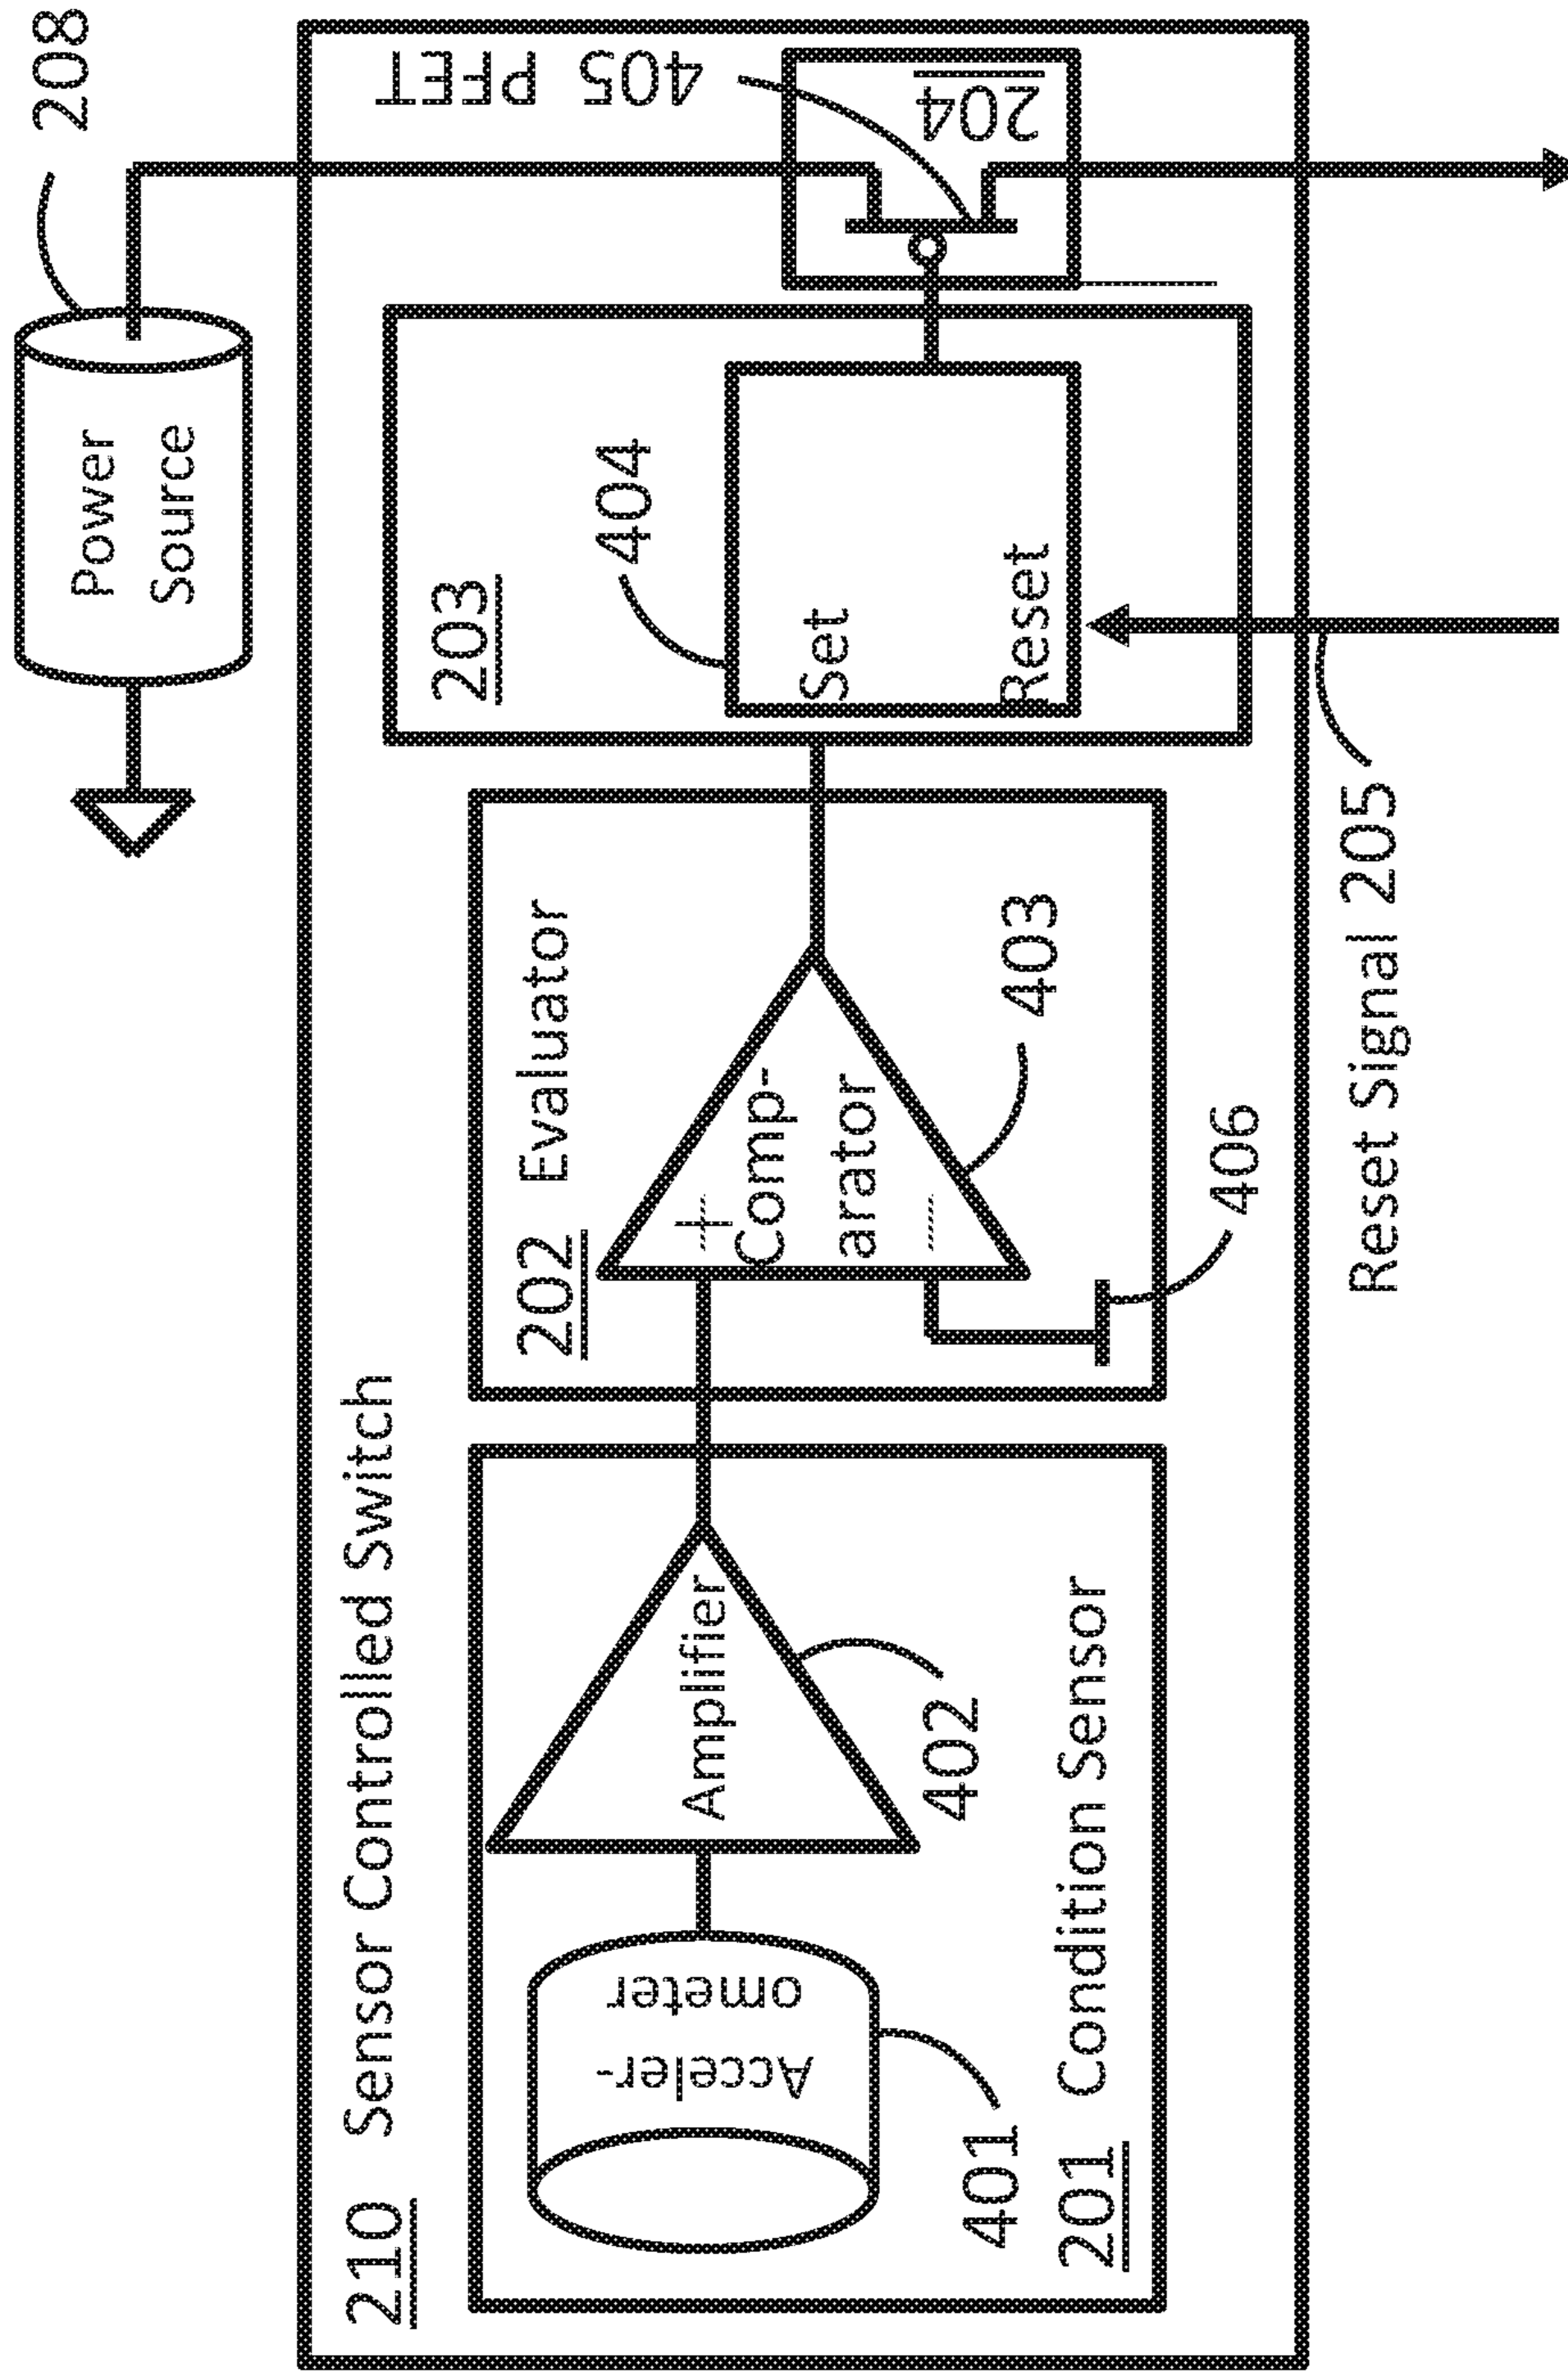 208
Power
Source
210 Sensor Controlled Switch
405 PFET
203
404
204
Set
Reset
202 Evaluator
+
Comp-
arator
-
403
406
Amplifier
402
Acceler-
ometer
401
201 Condition Sensor
Reset Signal 205